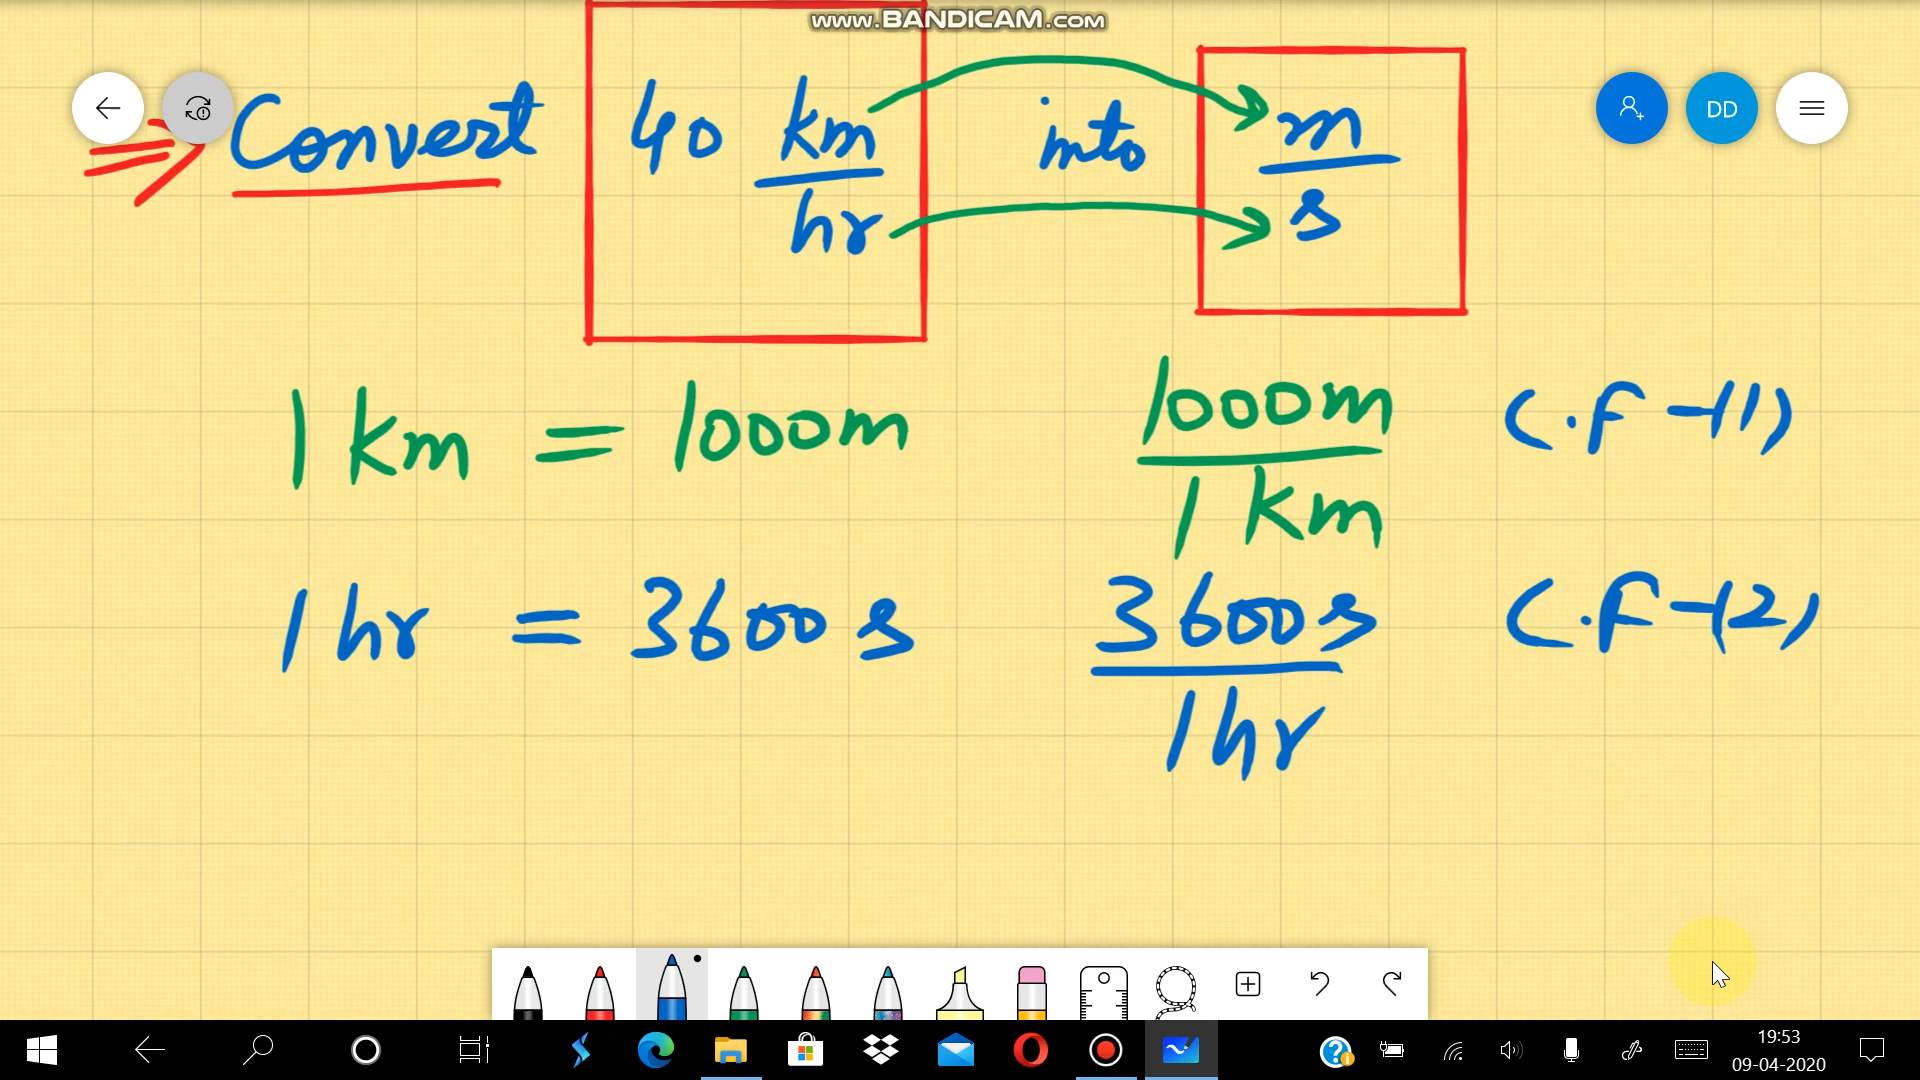 www.BANDICAM.com
Convert 40 km/hr into m/s
DD
1 km = 1000m 1000m/1 km C.F-(1)
1 hr = 3600 s 3600s/1hr C.F-(2)
19:53
09-04-2020